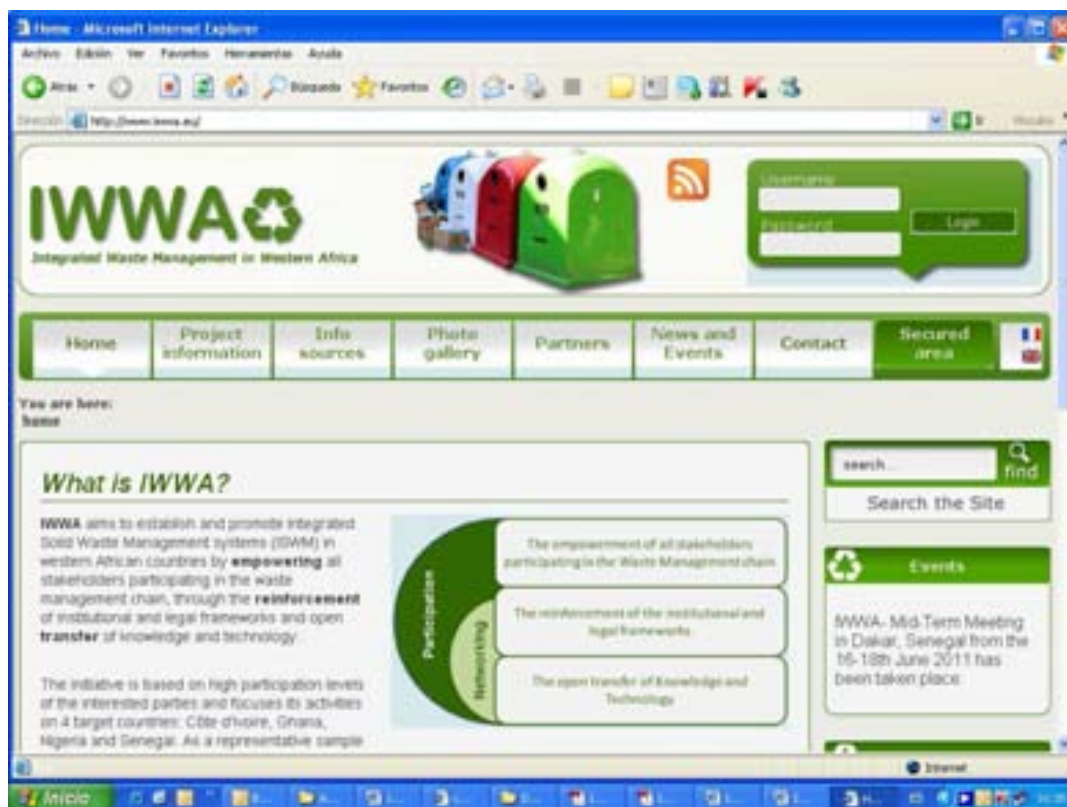 Home - Microsoft Internet Explorer
Archivo Edición Ver Favoritos Herramientas Ayuda
Atrás Búsqueda Favoritos
Dirección http://www.iwwa.eu/ Ir
IWWA
Integrated Waste Management in Western Africa
Username
Password
Login
Home
Project information
Info sources
Photo gallery
Partners
News and Events
Contact
Secured area
You are here:
home
What is IWWA?
IWWA aims to establish and promote integrated
Solid Waste Management systems (ISWM) in
western African countries by empowering all
stakeholders participating in the waste
management chain, through the reinforcement
of institutional and legal frameworks and open
transfer of knowledge and technology
The initiative is based on high participation levels
of the interested parties and focuses its activities
on 4 target countries: Côte d'Ivoire, Ghana,
Nigeria and Senegal. As a representative sample
Participation
Networking
The empowerment of all stakeholders
participating in the Waste Management chain
The reinforcement of the institutional and
legal frameworks
The open transfer of Knowledge and
Technology
search...
find
Search the Site
Events
IWWA- Mid-Term Meeting
in Dakar, Senegal from the
16-18th June 2011 has
been taken place:
Internet
Inicio